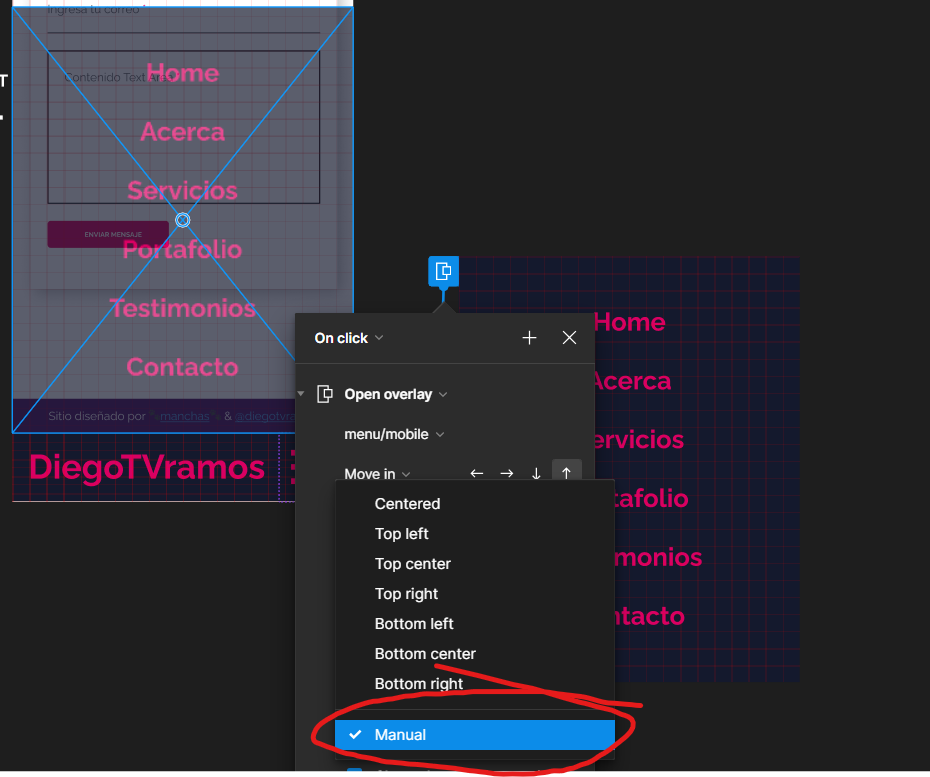 Ingresa tu correo *
T
Contenido Text Area *
Home
Acerca
Servicios
ENVIAR MENSAJE
Portafolio
Testimonios
Contacto
Sitio diseñado por manchas & @diegotvra
DiegoTVramos
On click
Open overlay
menu/mobile
Move in
Centered
Top left
Top center
Top right
Bottom left
Bottom center
Bottom right
Manual
Home
Acerca
ervicios
tafolio
monios
ntacto